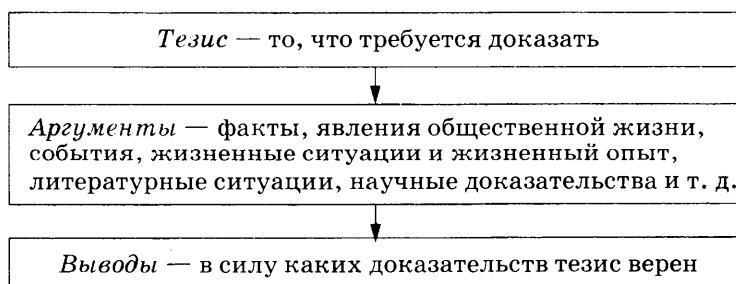 Тезис — то, что требуется доказать
Аргументы — факты, явления общественной жизни,
события, жизненные ситуации и жизненный опыт,
литературные ситуации, научные доказательства и т. д.
Выводы — в силу каких доказательств тезис верен